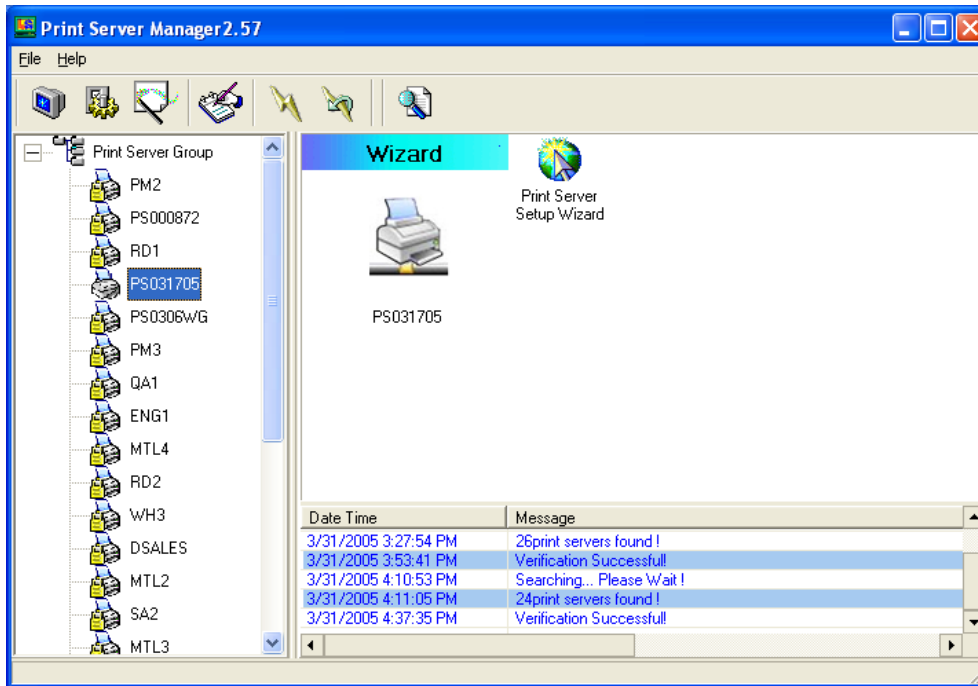 Print Server Manager2.57
File Help
Print Server Group
PM2
PS000872
RD1
PS031705
PS0306WG
PM3
QA1
ENG1
MTL4
RD2
WH3
DSALES
MTL2
SA2
MTL3
Wizard
PS031705
Print Server
Setup Wizard
Date Time Message
3/31/2005 3:27:54 PM 26print servers found !
3/31/2005 3:53:41 PM Verification Successful!
3/31/2005 4:10:53 PM Searching... Please Wait !
3/31/2005 4:11:05 PM 24print servers found !
3/31/2005 4:37:35 PM Verification Successful!